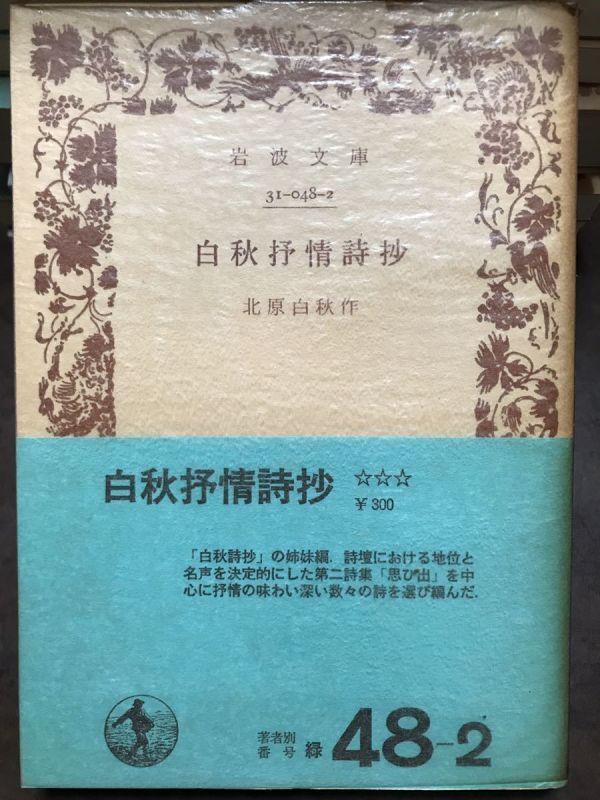 岩波文庫
31-048-2
白秋抒情詩抄
北原白秋作
白秋抒情詩抄 ☆☆☆
¥300
「白秋詩抄」の姉妹編．詩壇における地位と
名声を決定的にした第二詩集「思ひ出」を中
心に抒情の味わい深い数々の詩を選び編んだ．
著者別
番号 緑 48-2